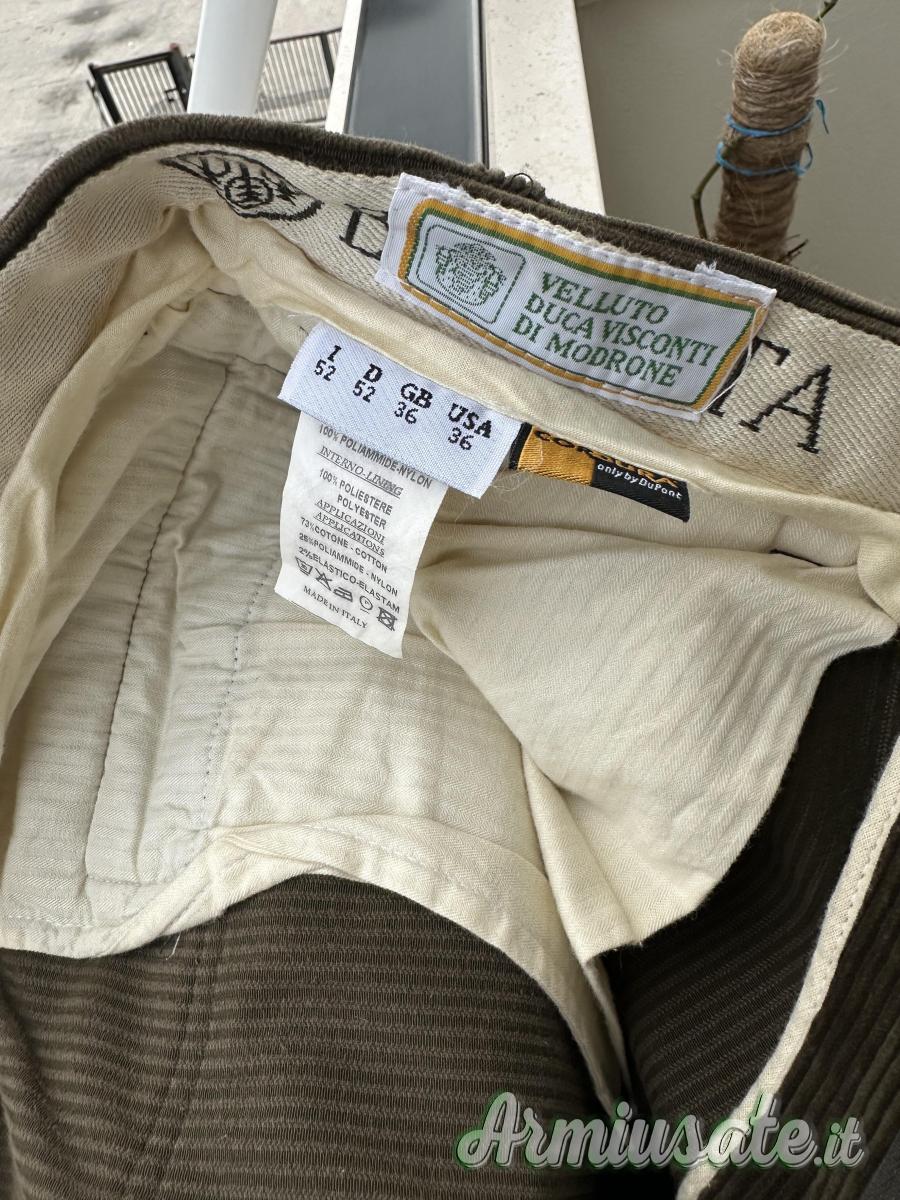 B
TA
VELLUTO
DUCA VISCONTI
DI MODRONE
I D GB USA
52 52 36 36
CORDURA
only by DuPont
100% POLIAMMIDE-NYLON
INTERNO-LINING
100% POLIESTERE
POLYESTER
APPLICAZIONI
APPLICATIONS
73%COTONE - COTTON
25%POLIAMMIDE - NYLON
2%ELASTICO-ELASTAM
MADE IN ITALY
Armiusate.it